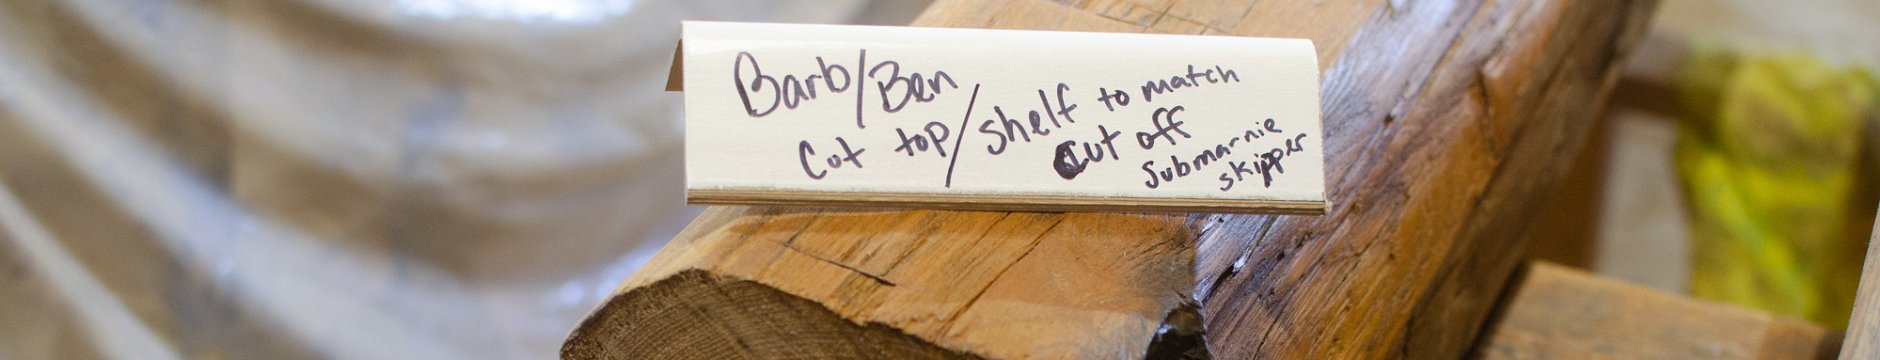 Barb/Ben
Cut top/shelf to match
Cut off
Submarnie
skipper